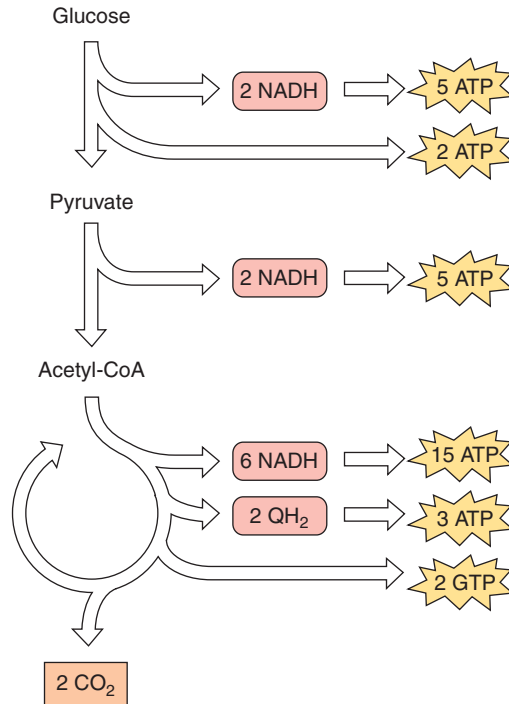 Glucose
2 NADH
5 ATP
2 ATP
Pyruvate
2 NADH
5 ATP
Acetyl-CoA
6 NADH
15 ATP
2 QH₂
3 ATP
2 GTP
2 CO₂